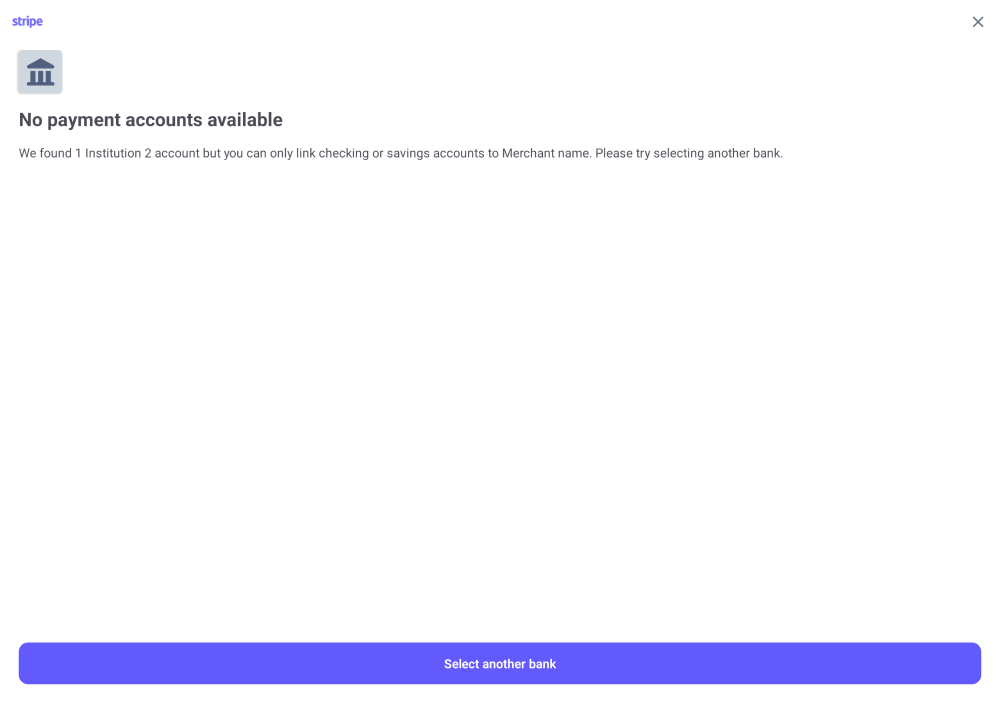 stripe
No payment accounts available
We found 1 Institution 2 account but you can only link checking or savings accounts to Merchant name. Please try selecting another bank.
Select another bank